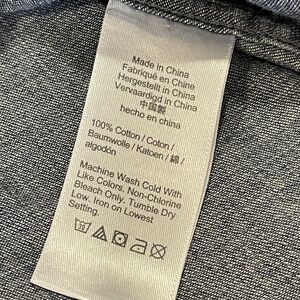 Made in China
Fabriqué en Chine
Hergestellt in China
Vervaardigd in China
中国製
hecho en china
100% Cotton / Coton /
Baumwolle / Katoen / 綿 /
algodón
Machine Wash Cold With
Like Colors, Non-Chlorine
Bleach Only. Tumble Dry
Low. Iron on Lowest
Setting.